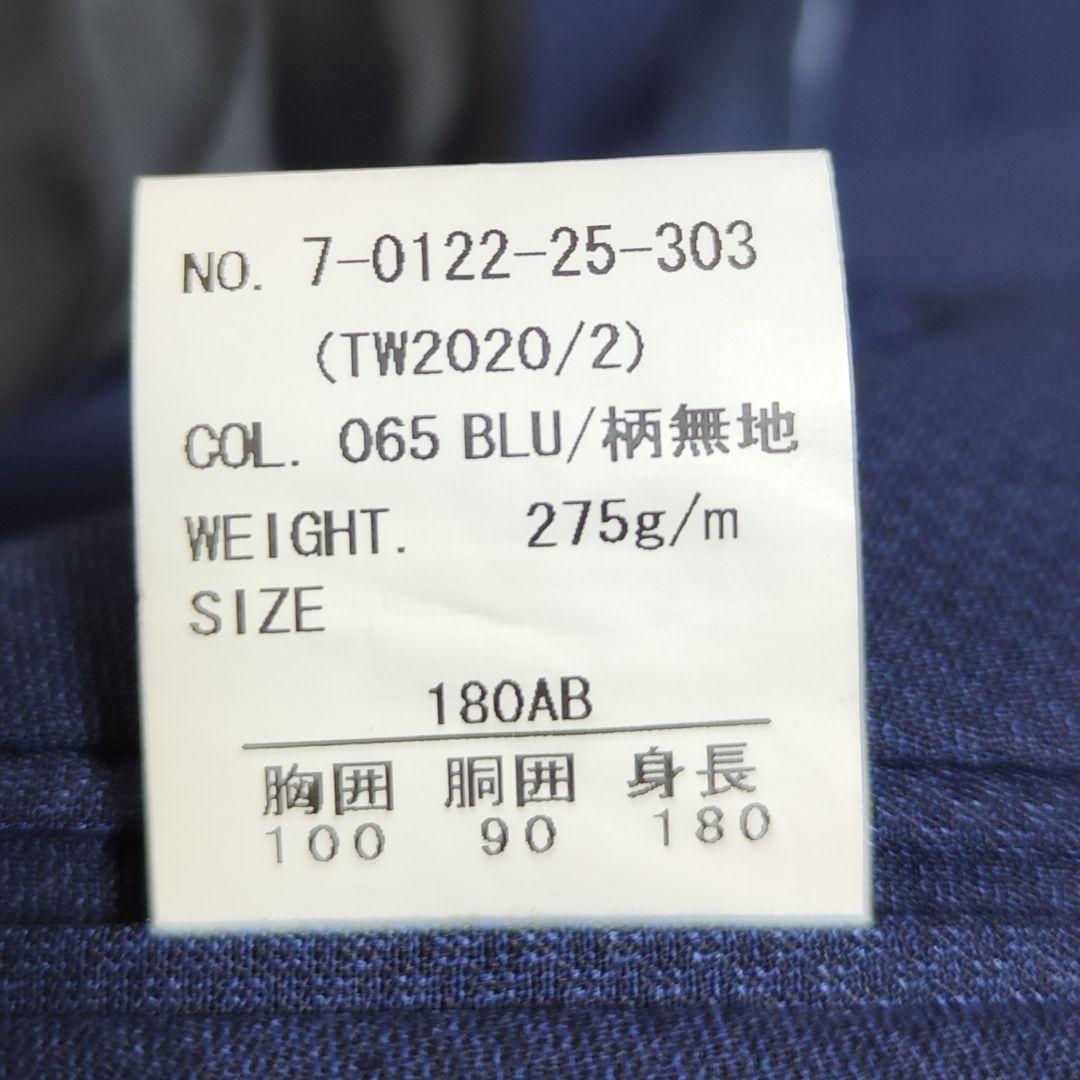 NO. 7-0122-25-303
(TW2020/2)
COL. 065 BLU/柄無地
WEIGHT. 275g/m
SIZE
180AB
胸囲 胴囲 身長
100 90 180